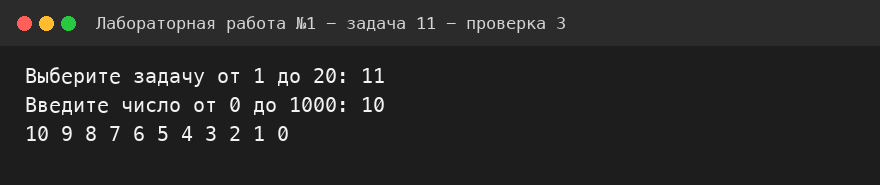 Лабораторная работа №1 — задача 11 — проверка 3
Выберите задачу от 1 до 20: 11
Введите число от 0 до 1000: 10
10 9 8 7 6 5 4 3 2 1 0